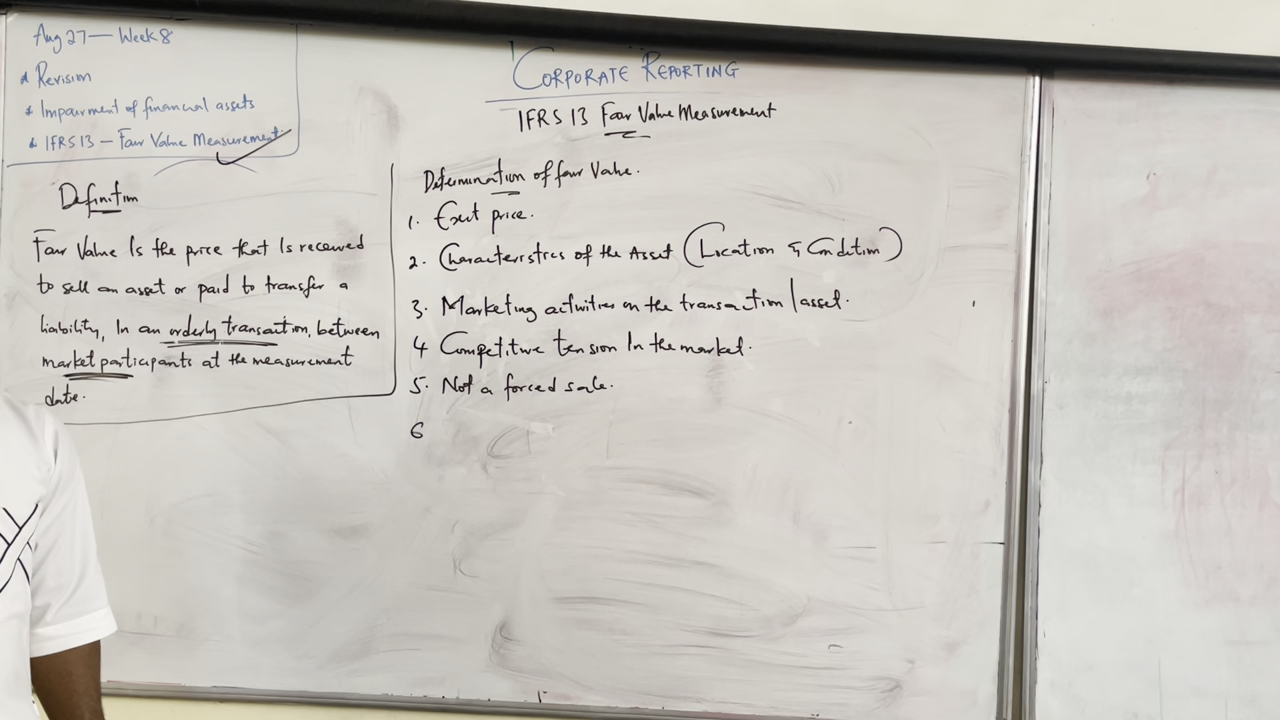 Aug 27 — Week 8
* Revision
* Impairment of financial assets
* IFRS 13 — Fair Value Measurement
CORPORATE REPORTING
IFRS 13 Fair Value Measurement
Definition
Fair Value Is the price that Is received
to sell an asset or paid to transfer a
liability, In an orderly transaction, between
market participants at the measurement
date.
Determination of fair Value.
1. Exit price.
2. Characteristics of the Asset (Location & Condition)
3. Marketing activities on the transaction / asset.
4 Competitive tension In the market.
5. Not a forced sale.
6